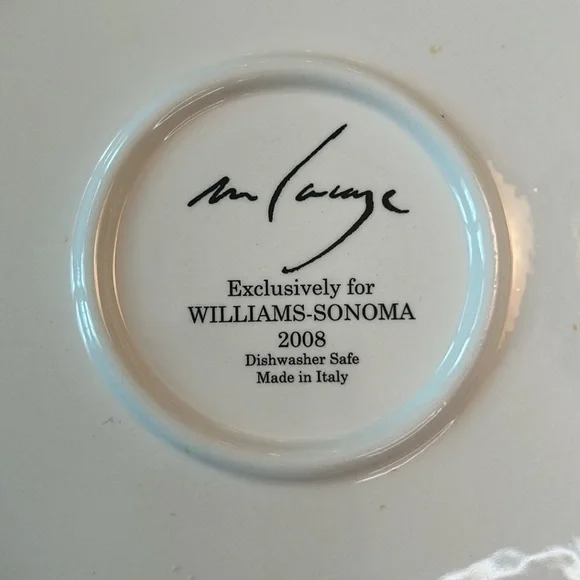 Exclusively for
WILLIAMS-SONOMA
2008
Dishwasher Safe
Made in Italy